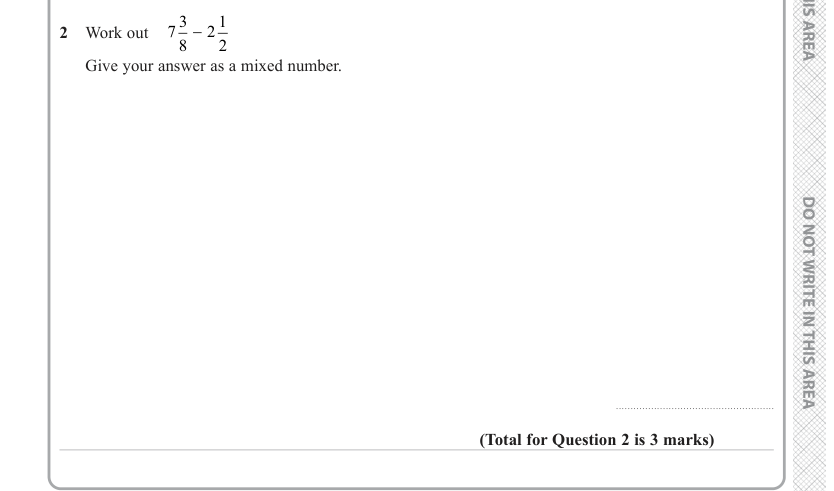 2 Work out 7 3/8 − 2 1/2
Give your answer as a mixed number.
(Total for Question 2 is 3 marks)
IS AREA
DO NOT WRITE IN THIS AREA